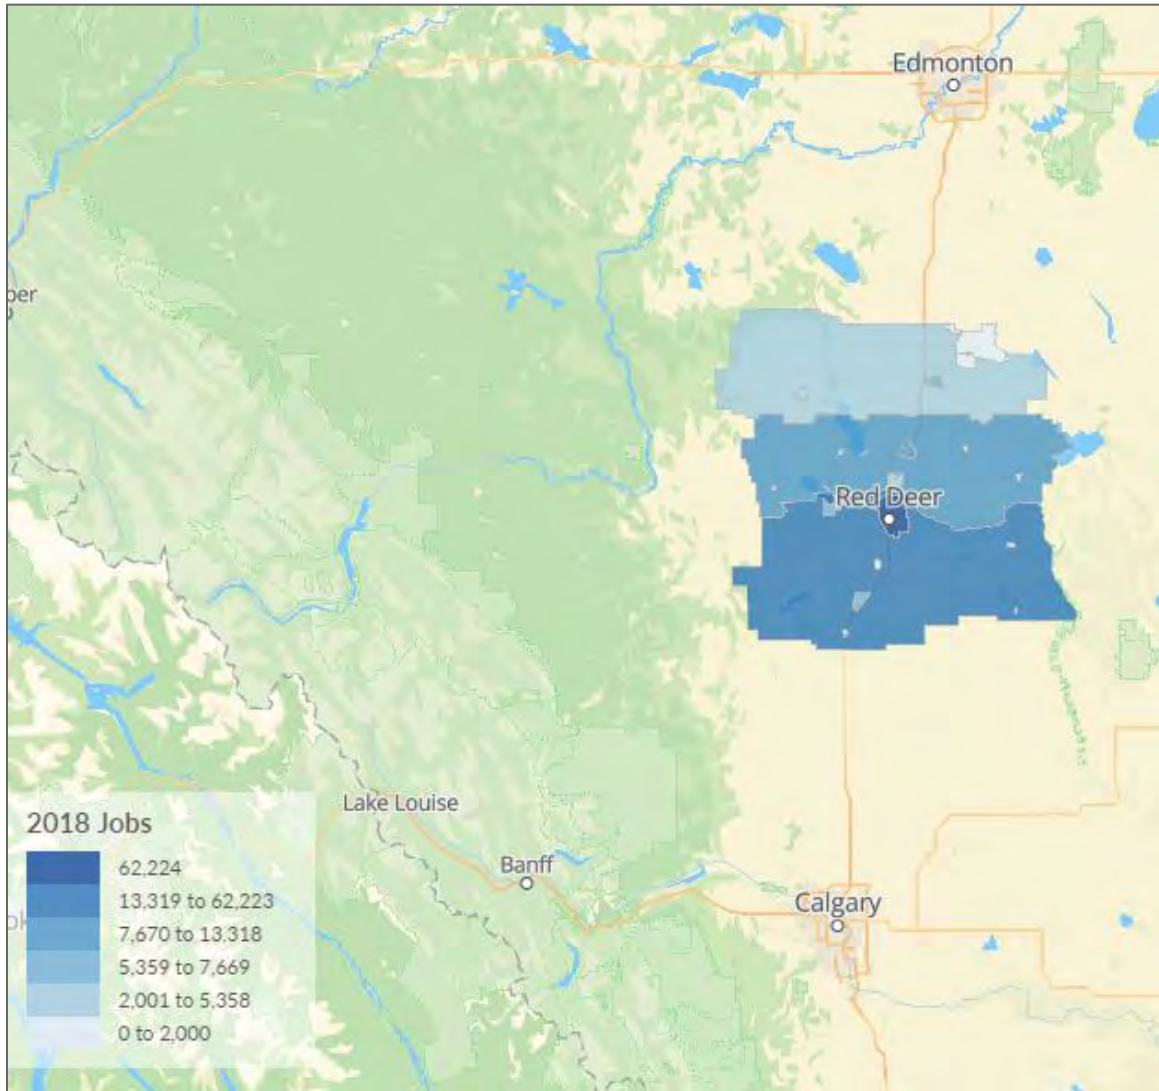 Edmonton
per
Red Deer
Lake Louise
Banff
Calgary
2018 Jobs
62,224
13,319 to 62,223
7,670 to 13,318
5,359 to 7,669
2,001 to 5,358
0 to 2,000